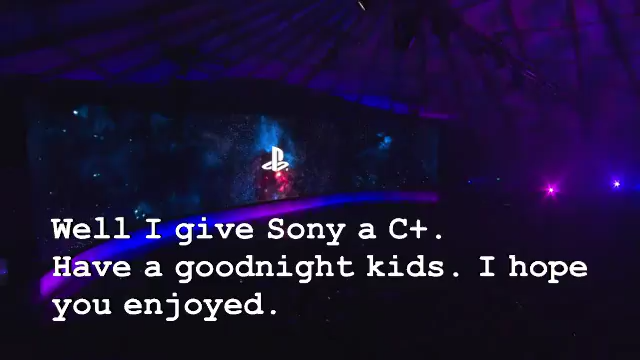 Well I give Sony a C+.
Have a goodnight kids. I hope
you enjoyed.